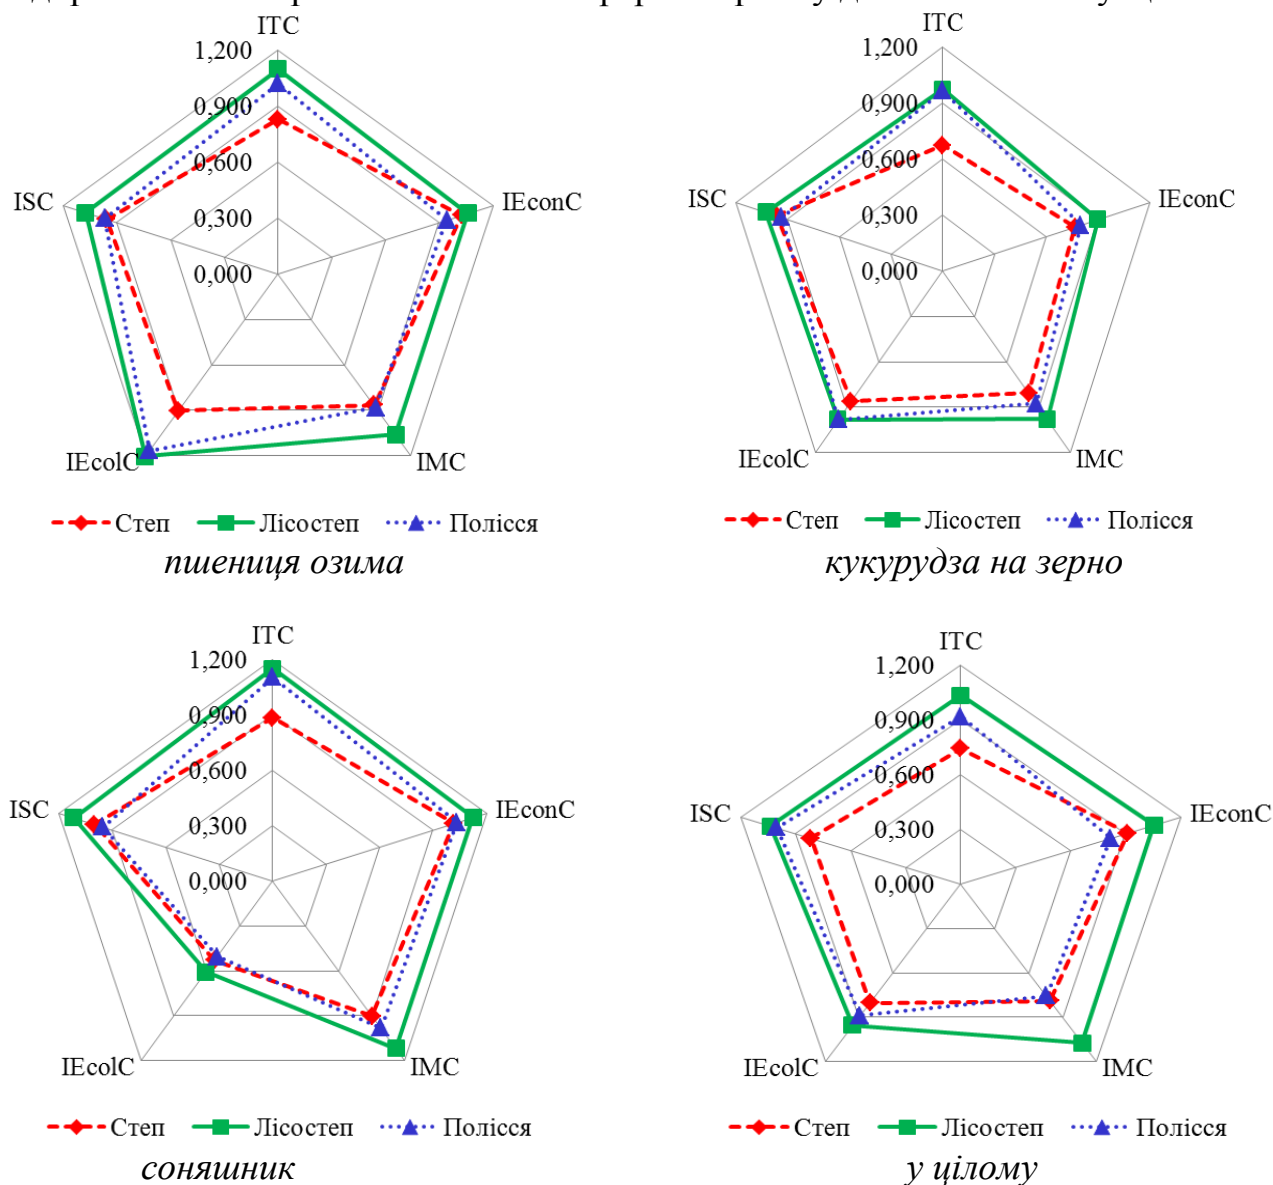 ITC
1,200
0,900
0,600
0,300
0,000
ISC
IEconC
IEcolC
IMC
Степ Лісостеп Полісся
пшениця озима
ITC
1,200
0,900
0,600
0,300
0,000
ISC
IEconC
IEcolC
IMC
Степ Лісостеп Полісся
кукурудза на зерно
ITC
1,200
0,900
0,600
0,300
0,000
ISC
IEconC
IEcolC
IMC
Степ Лісостеп Полісся
соняшник
ITC
1,200
0,900
0,600
0,300
0,000
ISC
IEconC
IEcolC
IMC
Степ Лісостеп Полісся
у цілому